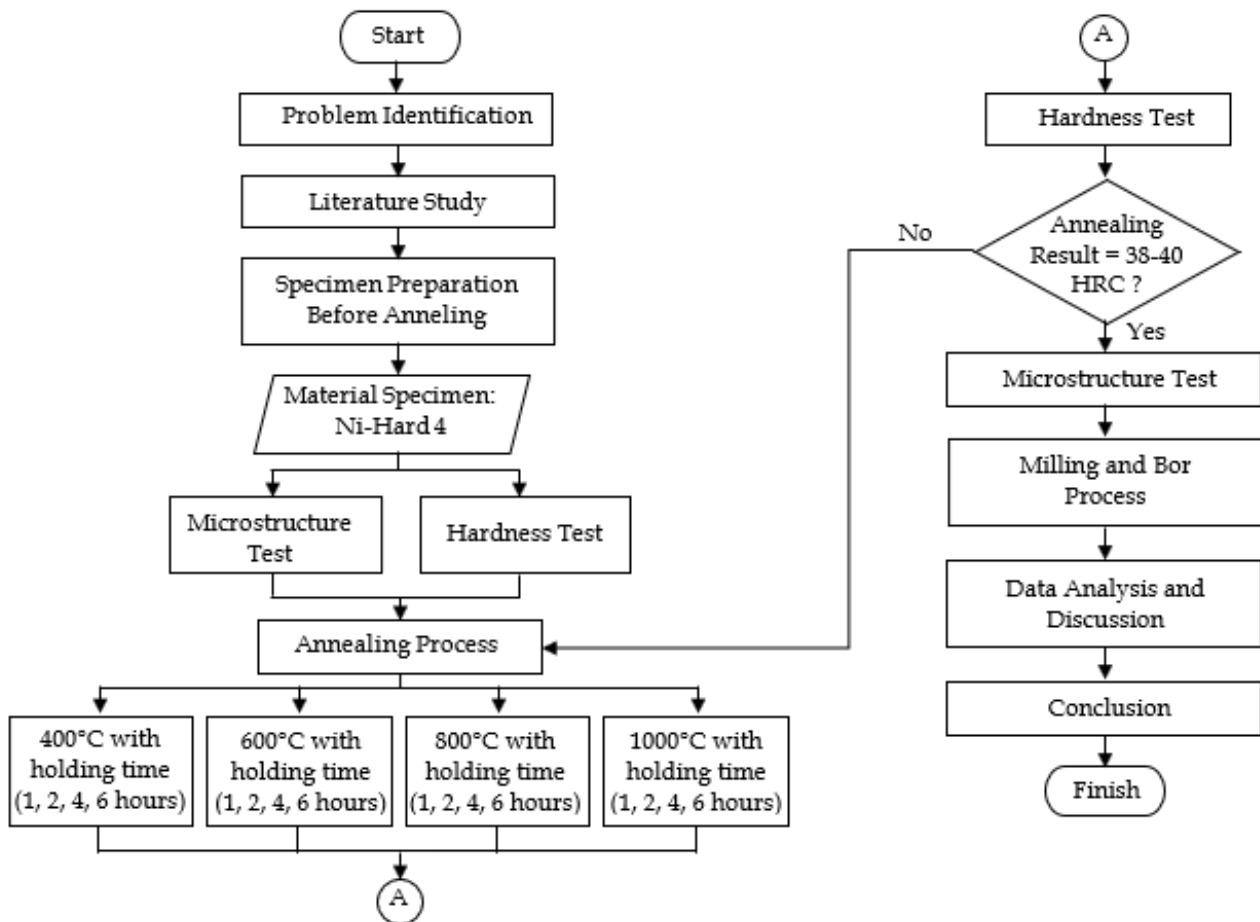 Start
Problem Identification
Literature Study
Specimen Preparation
Before Anneling
Material Specimen:
Ni-Hard 4
Microstructure
Test
Hardness Test
Annealing Process
400°C with
holding time
(1, 2, 4, 6 hours)
600°C with
holding time
(1, 2, 4, 6 hours)
800°C with
holding time
(1, 2, 4, 6 hours)
1000°C with
holding time
(1, 2, 4, 6 hours)
A
A
Hardness Test
Annealing
Result = 38-40
HRC ?
No
Yes
Microstructure Test
Milling and Bor
Process
Data Analysis and
Discussion
Conclusion
Finish